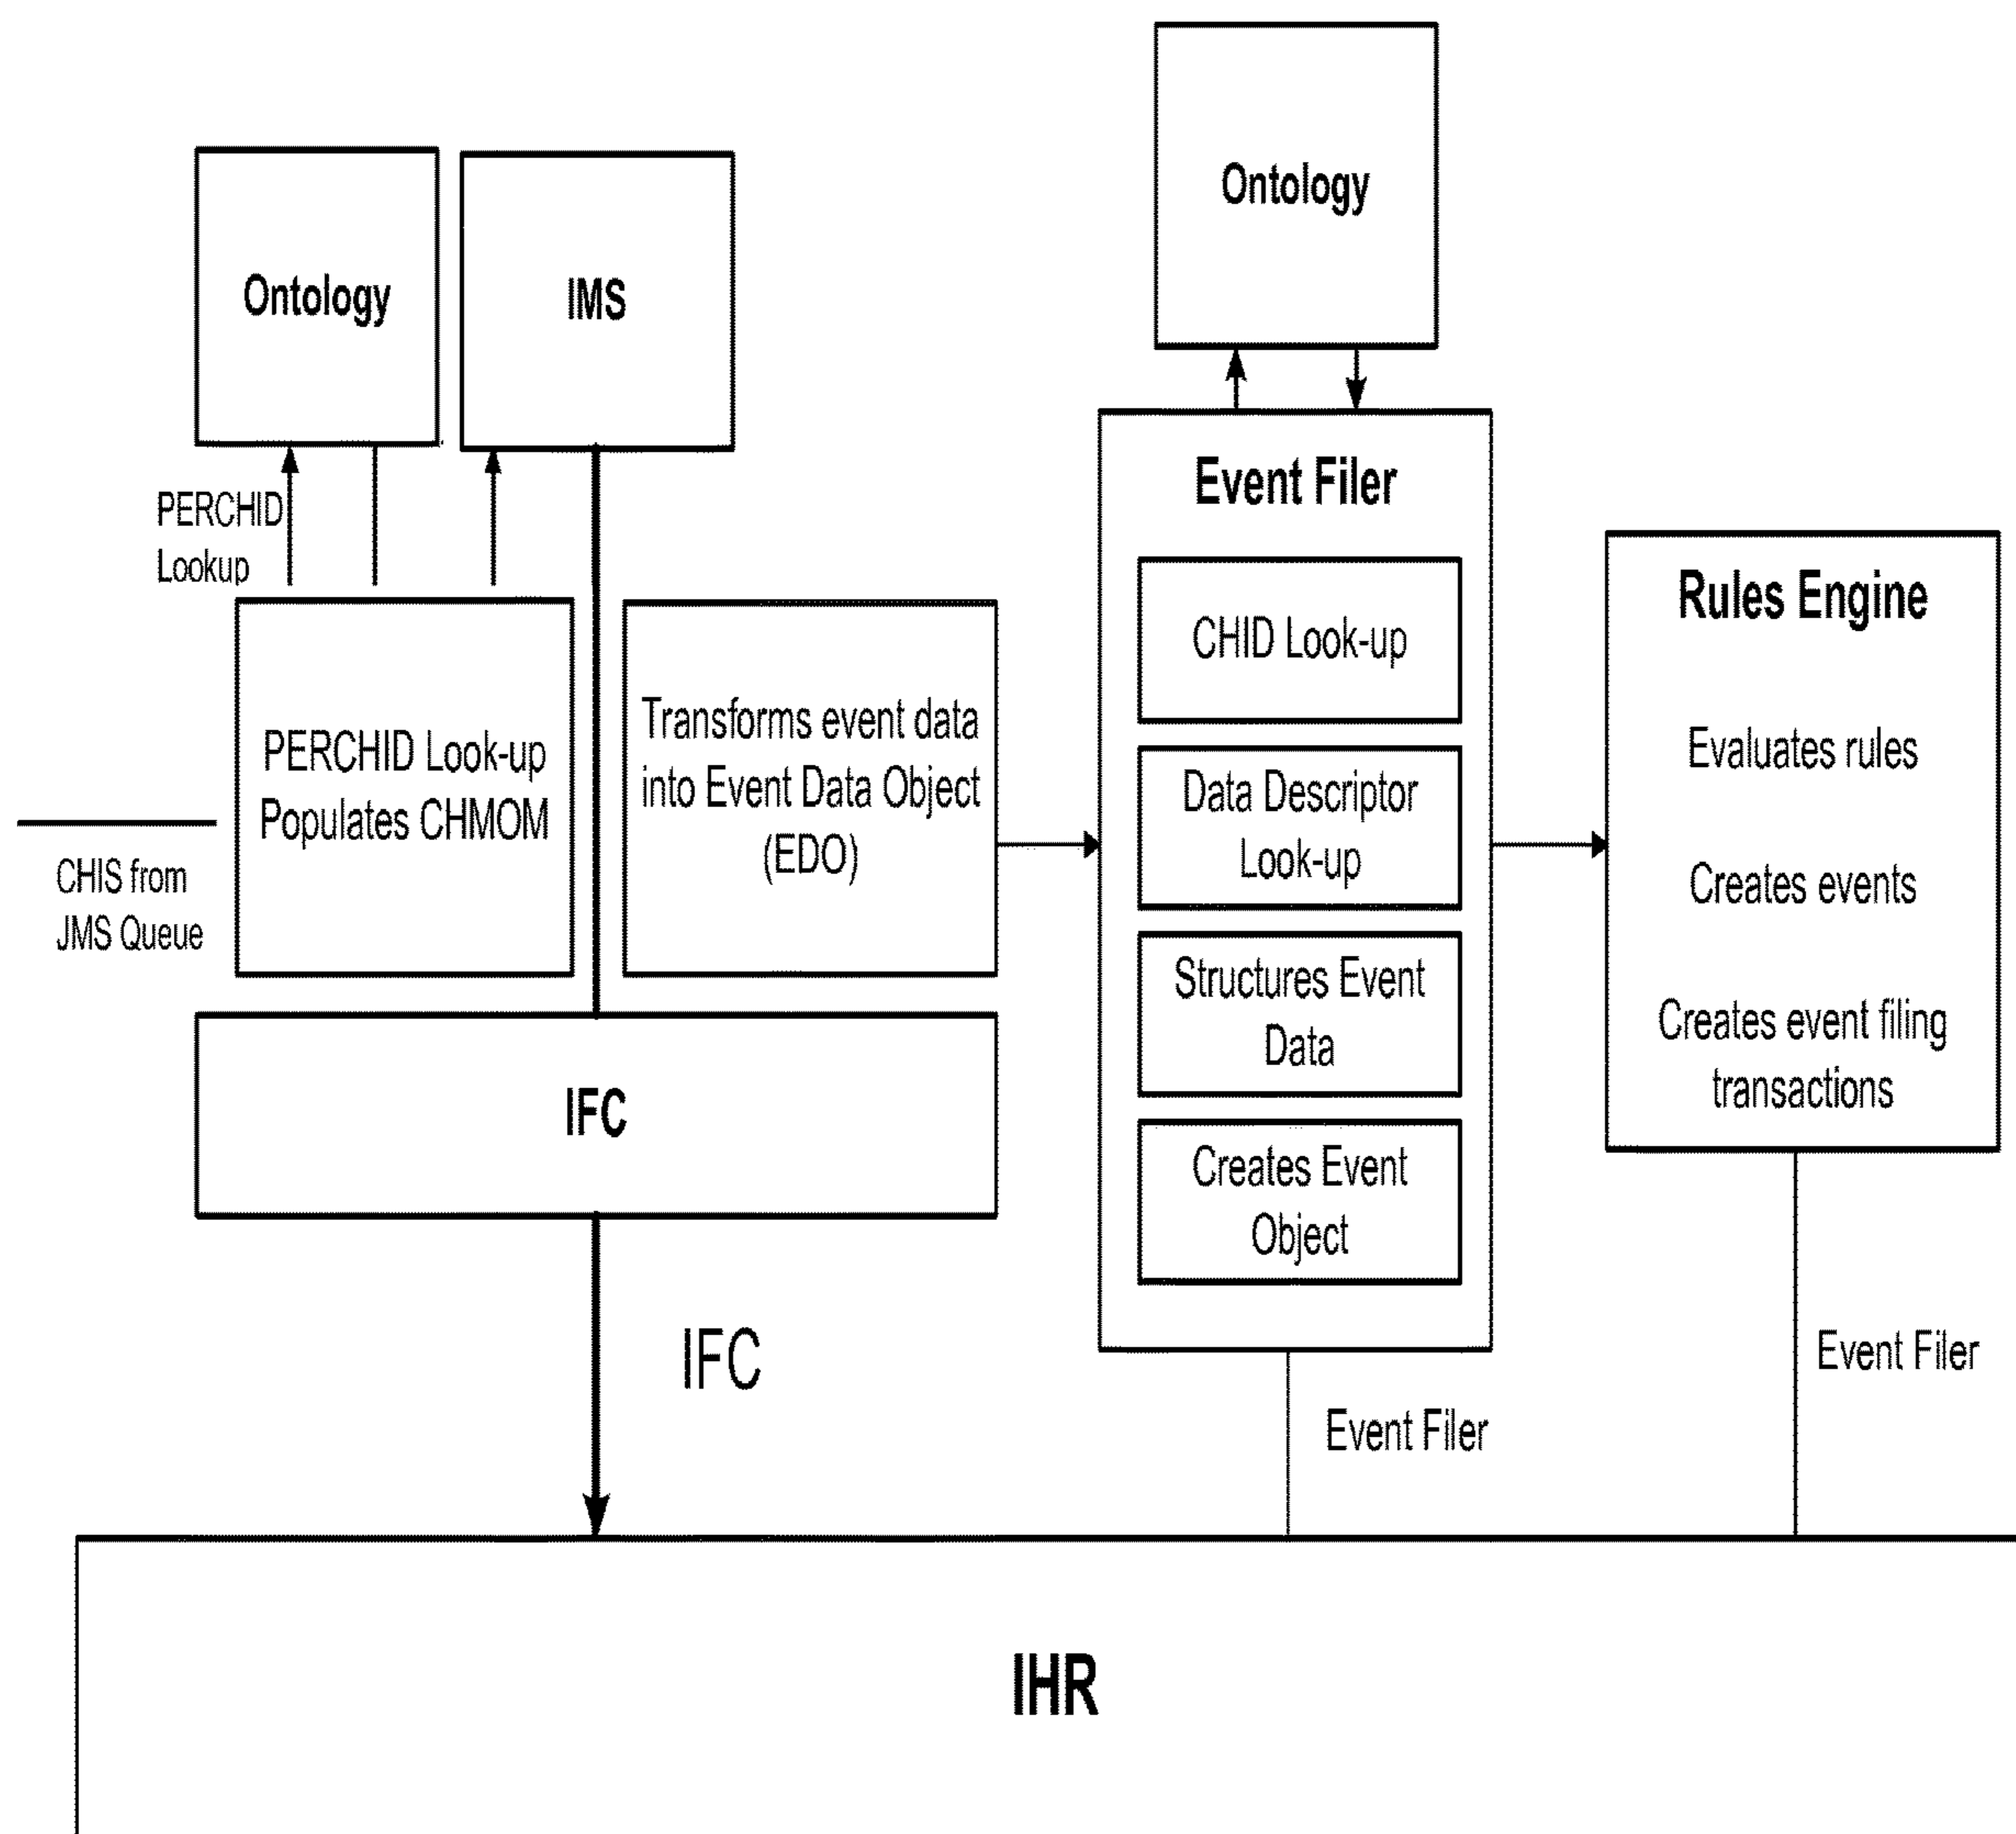 Ontology
Ontology
IMS
PERCHID
Lookup
Event Filer
Rules Engine
CHID Look-up
PERCHID Look-up
Populates CHMOM
Transforms event data
into Event Data Object
(EDO)
Data Descriptor
Look-up
Evaluates rules
CHIS from
JMS Queue
Creates events
Structures Event
Data
Creates event filing
transactions
IFC
Creates Event
Object
IFC
Event Filer
Event Filer
IHR